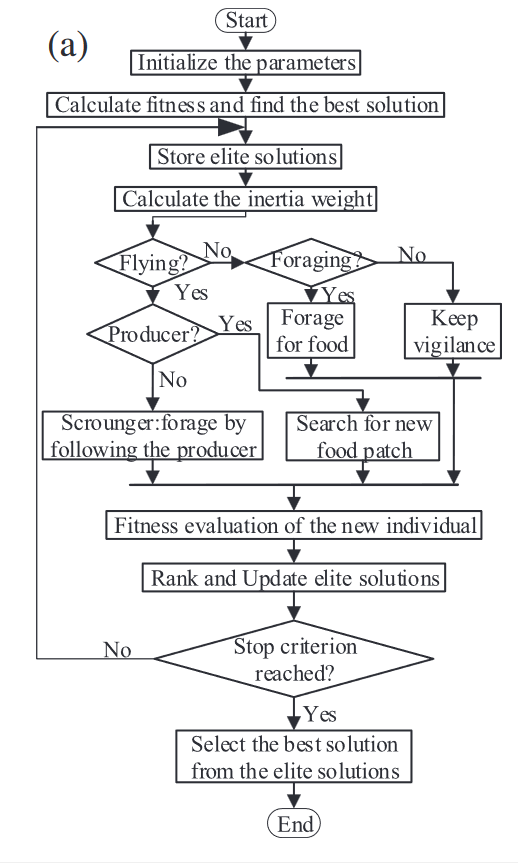 (a)
Start
Initialize the parameters
Calculate fitness and find the best solution
Store elite solutions
Calculate the inertia weight
Flying?
No
Foraging?
No
Yes
Yes
Producer?
Yes
Forage
for food
Keep
vigilance
No
Scrounger:forage by
following the producer
Search for new
food patch
Fitness evaluation of the new individual
Rank and Update elite solutions
Stop criterion
reached?
No
Yes
Select the best solution
from the elite solutions
End